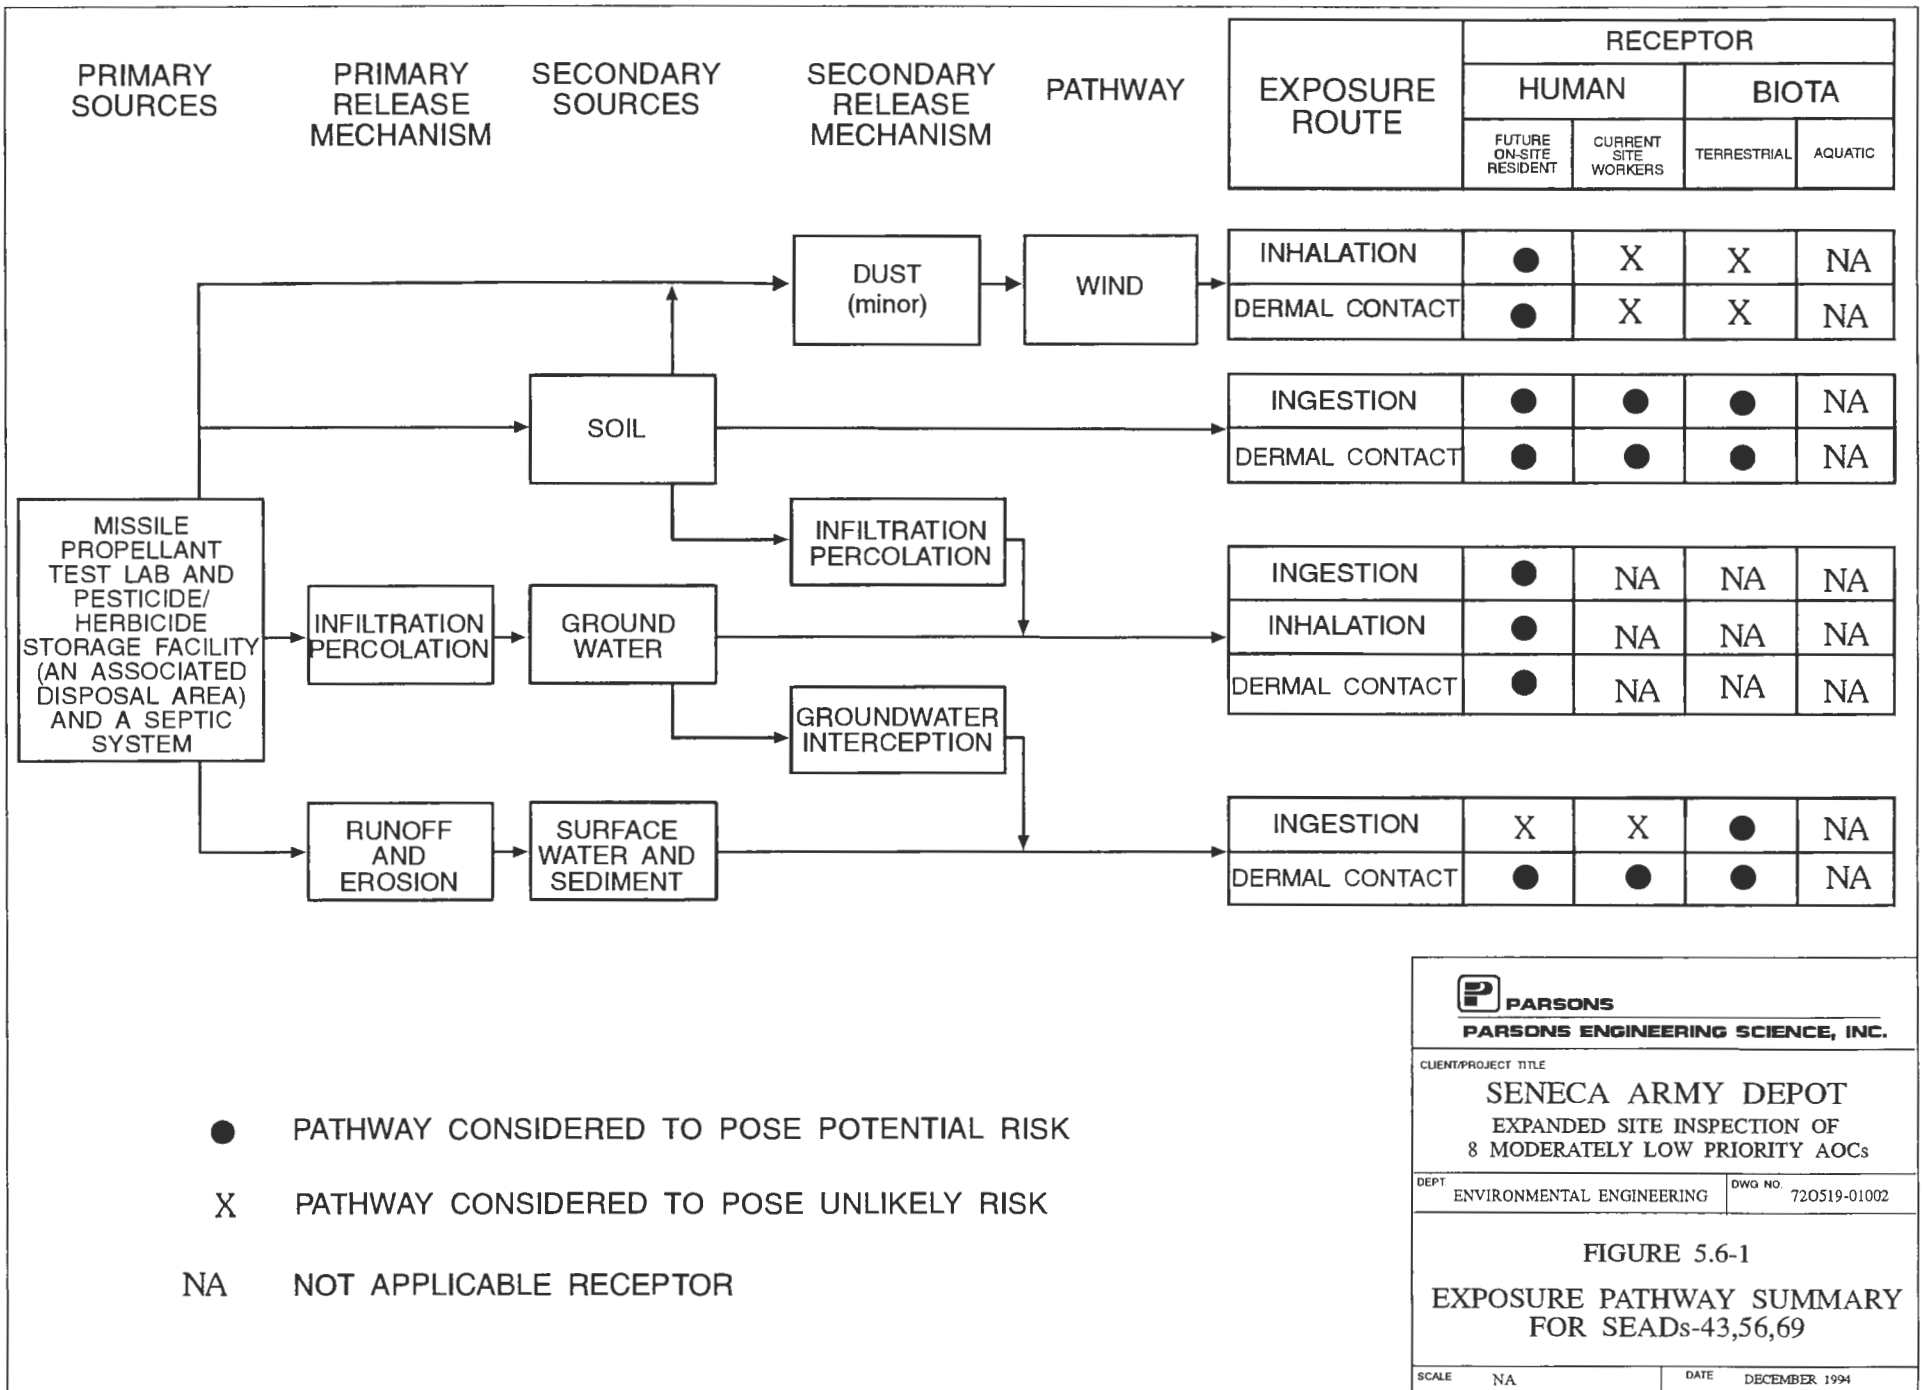 PRIMARY
SOURCES
PRIMARY
RELEASE
MECHANISM
SECONDARY
SOURCES
SECONDARY
RELEASE
MECHANISM
PATHWAY
EXPOSURE
ROUTE
RECEPTOR
HUMAN
BIOTA
FUTURE
ON-SITE
RESIDENT
CURRENT
SITE
WORKERS
TERRESTRIAL
AQUATIC
DUST
(minor)
WIND
INHALATION ● X X NA
DERMAL CONTACT ● X X NA
SOIL
INGESTION ● ● ● NA
DERMAL CONTACT ● ● ● NA
MISSILE
PROPELLANT
TEST LAB AND
PESTICIDE/
HERBICIDE
STORAGE FACILITY
(AN ASSOCIATED
DISPOSAL AREA)
AND A SEPTIC
SYSTEM
INFILTRATION
PERCOLATION
INFILTRATION
PERCOLATION
GROUND
WATER
INGESTION ● NA NA NA
INHALATION ● NA NA NA
DERMAL CONTACT ● NA NA NA
GROUNDWATER
INTERCEPTION
RUNOFF
AND
EROSION
SURFACE
WATER AND
SEDIMENT
INGESTION X X ● NA
DERMAL CONTACT ● ● ● NA
● PATHWAY CONSIDERED TO POSE POTENTIAL RISK
X PATHWAY CONSIDERED TO POSE UNLIKELY RISK
NA NOT APPLICABLE RECEPTOR
P PARSONS
PARSONS ENGINEERING SCIENCE, INC.
CLIENT/PROJECT TITLE
SENECA ARMY DEPOT
EXPANDED SITE INSPECTION OF
8 MODERATELY LOW PRIORITY AOCs
DEPT ENVIRONMENTAL ENGINEERING
DWG NO. 720519-01002
FIGURE 5.6-1
EXPOSURE PATHWAY SUMMARY
FOR SEADs-43,56,69
SCALE NA
DATE DECEMBER 1994